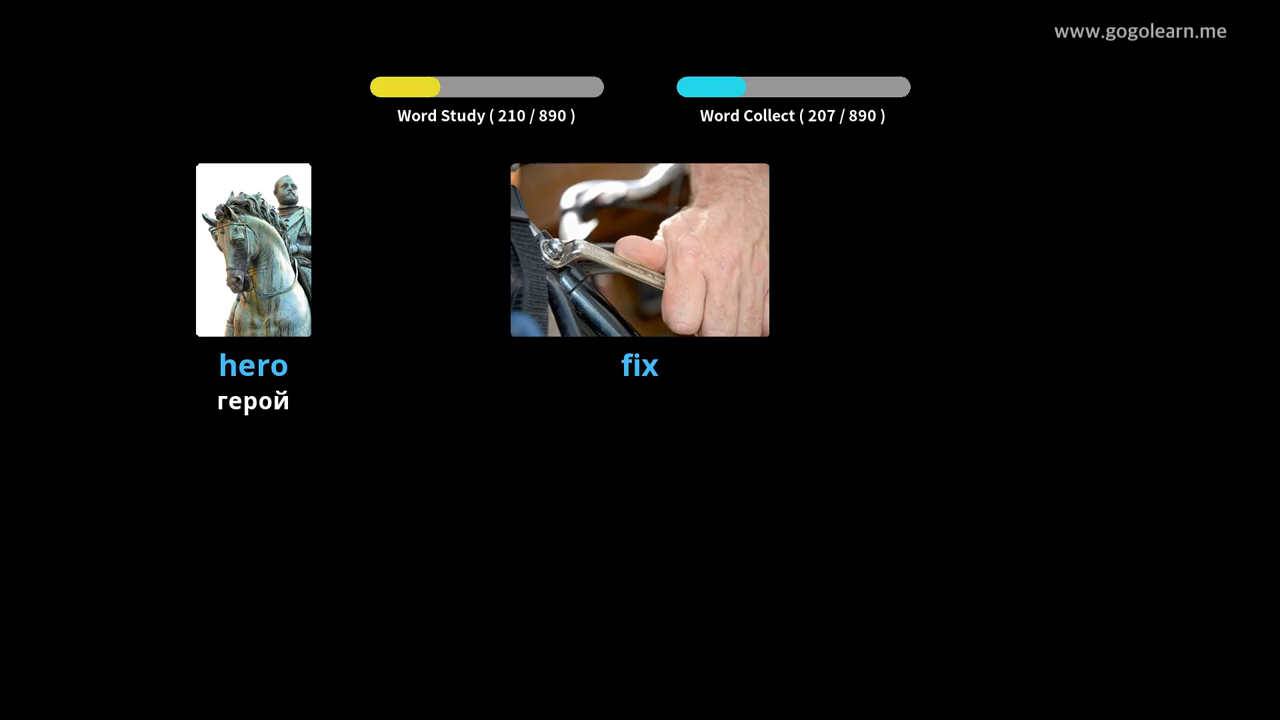 www.gogolearn.me
Word Study ( 210 / 890 )
Word Collect ( 207 / 890 )
hero
fix
герой